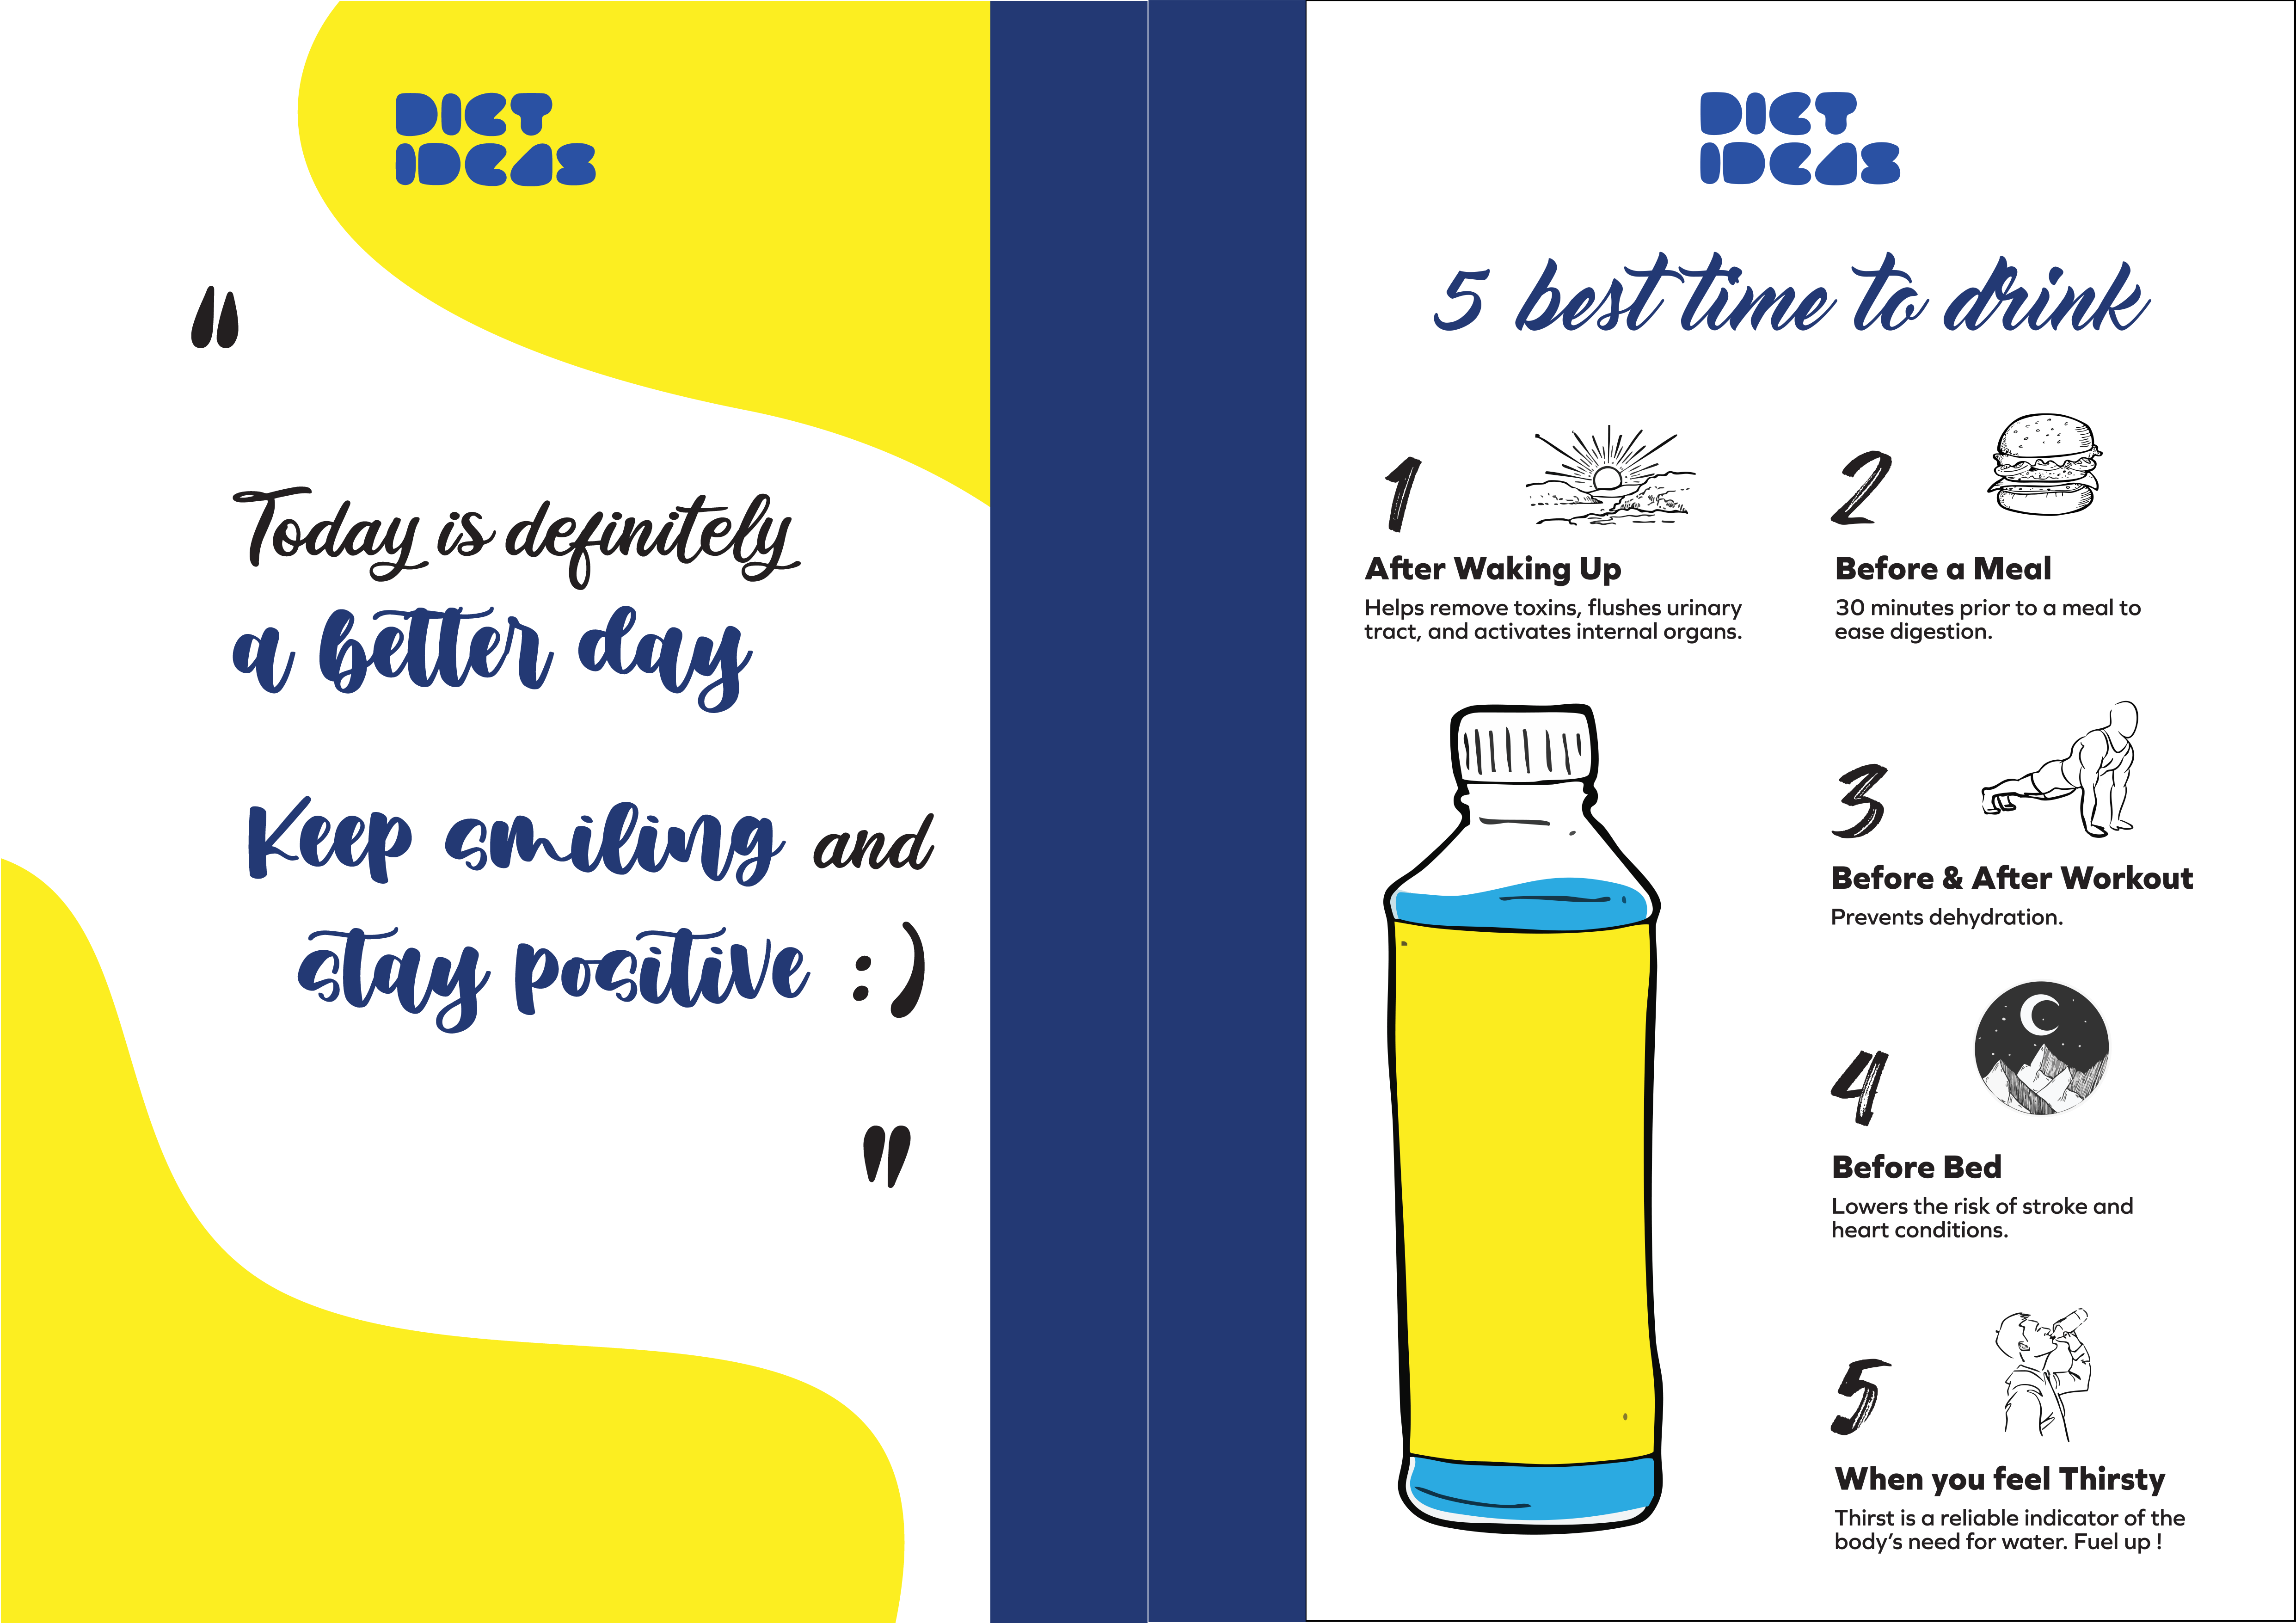 DIET
IDEAS
"
Today is definitely
a better day
Keep smiling and
stay positive :)
"
DIET
IDEAS
5 best time to drink
1
After Waking Up
Helps remove toxins, flushes urinary
tract, and activates internal organs.
2
Before a Meal
30 minutes prior to a meal to
ease digestion.
3
Before & After Workout
Prevents dehydration.
4
Before Bed
Lowers the risk of stroke and
heart conditions.
5
When you feel Thirsty
Thirst is a reliable indicator of the
body's need for water. Fuel up !